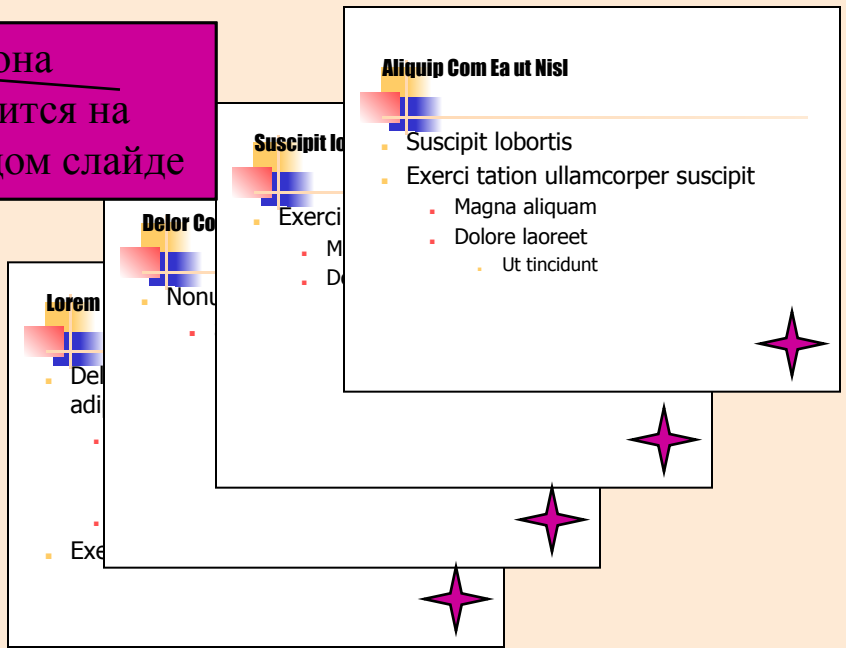 она
ится на
ом слайде
Aliquip Com Ea ut Nisl
Suscipit lobortis
Exerci tation ullamcorper suscipit
Magna aliquam
Dolore laoreet
Ut tincidunt
Suscipit lo
Exerci
M
Do
Delor Co
Nonu
Lorem
Del
adi
Exe